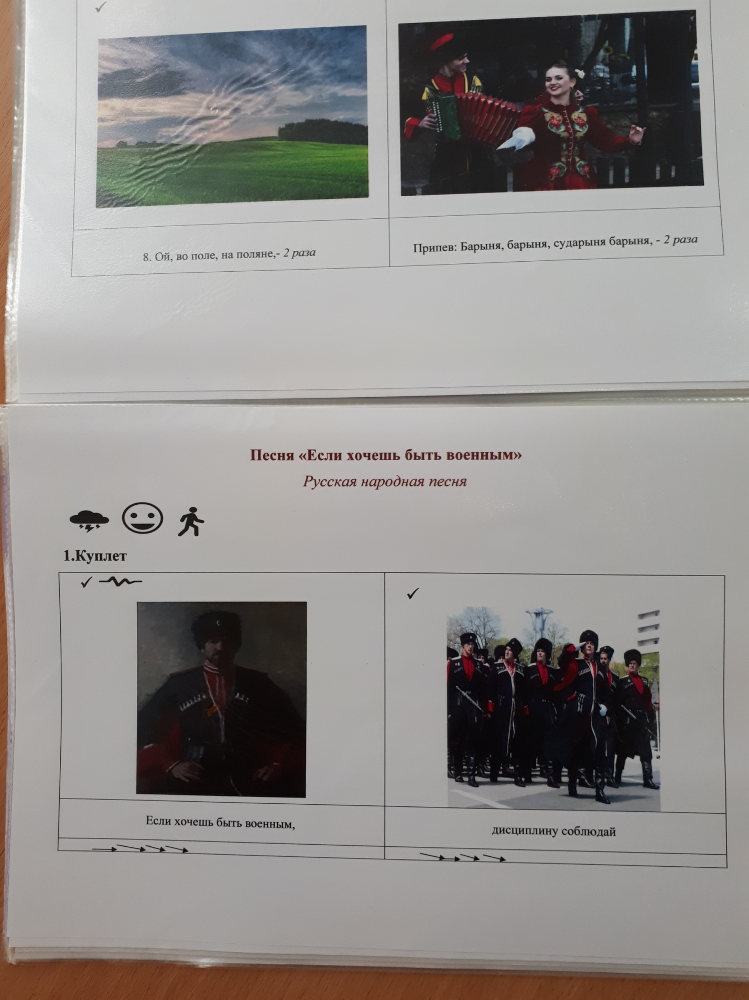 8. Ой, во поле, на поляне,- 2 раза
Припев: Барыня, барыня, сударыня барыня, - 2 раза
Песня «Если хочешь быть военным»
Русская народная песня
1.Куплет
Если хочешь быть военным,
дисциплину соблюдай